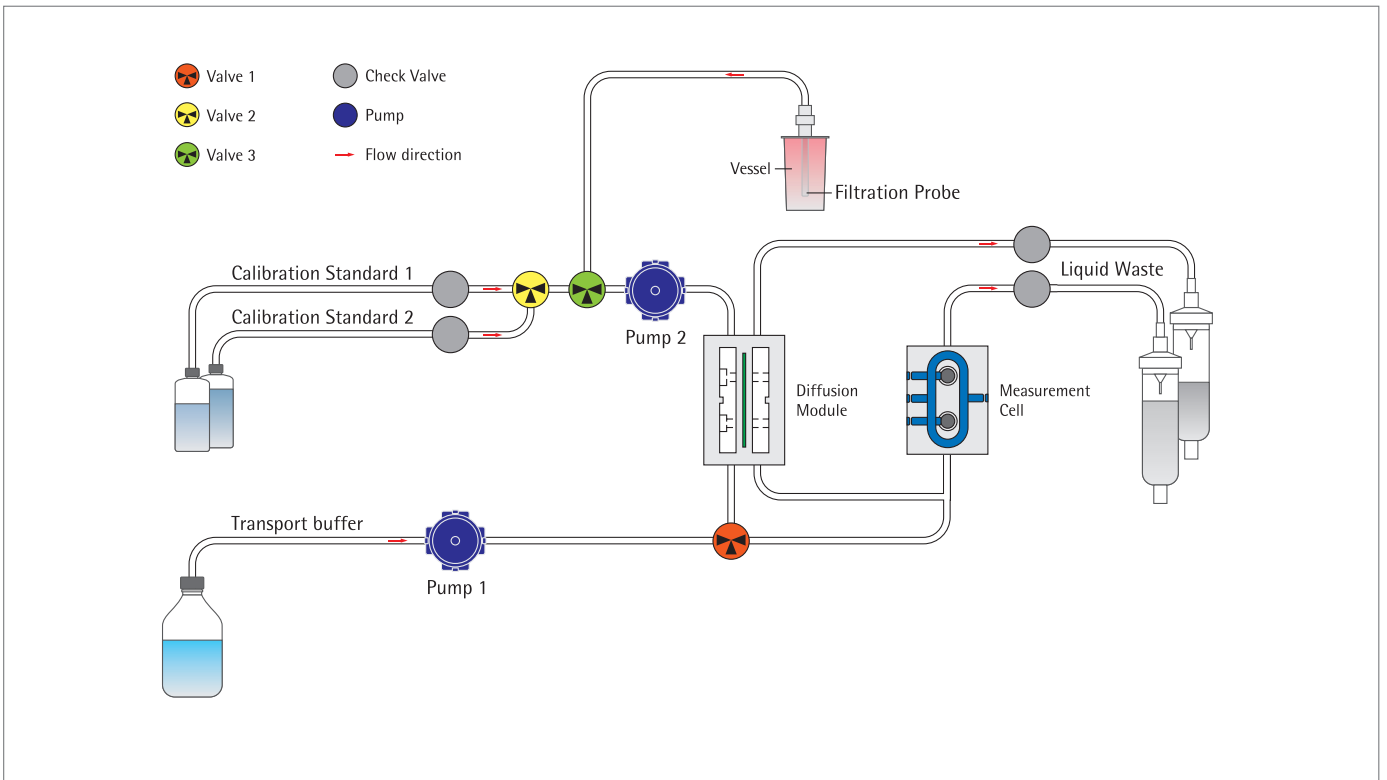 Valve 1
Check Valve
Valve 2
Pump
Valve 3
Flow direction
Vessel
Filtration Probe
Calibration Standard 1
Liquid Waste
Calibration Standard 2
Pump 2
Diffusion
Module
Measurement
Cell
Transport buffer
Pump 1